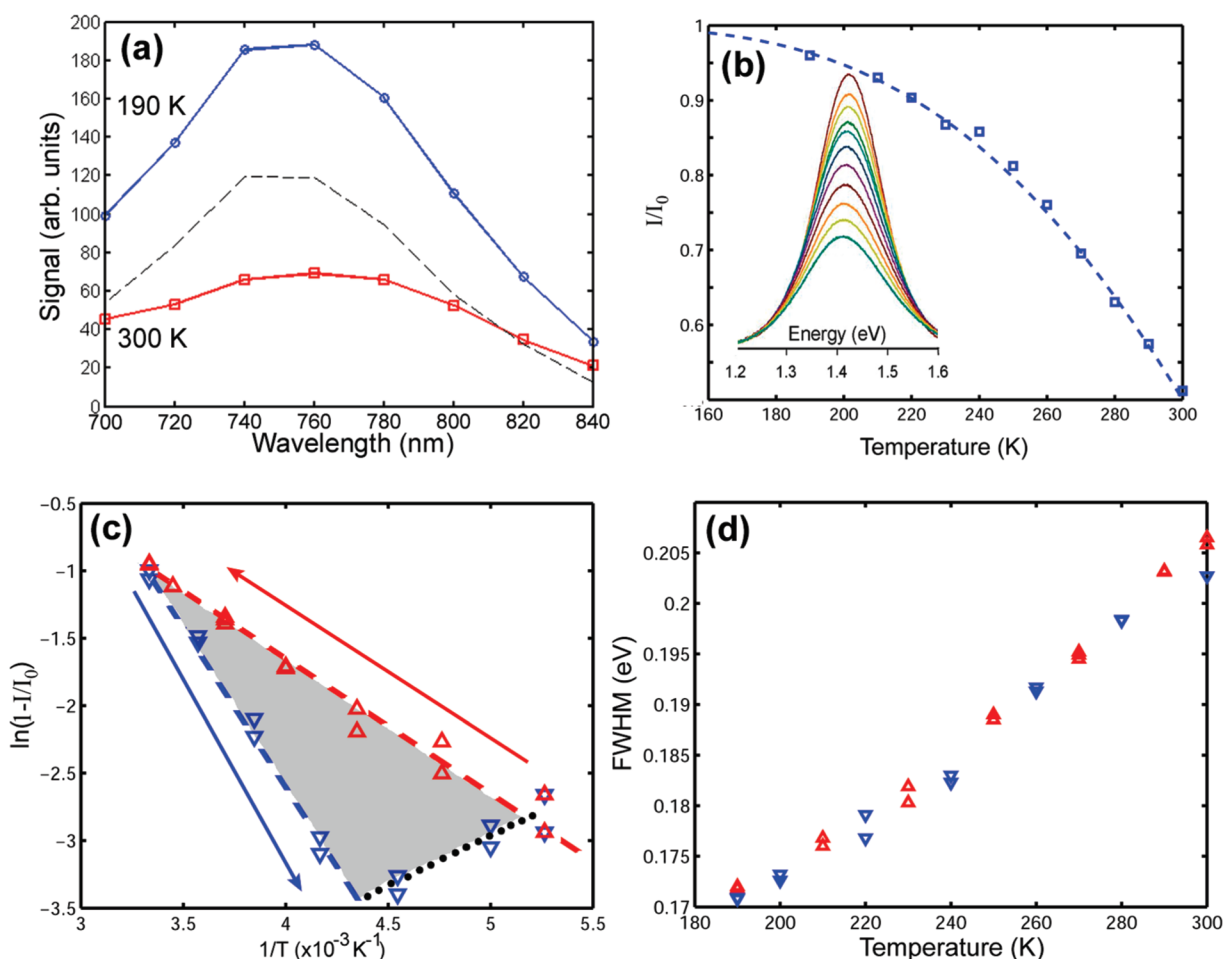 (a)
200
180
160
140
120
100
80
60
40
20
0
Signal (arb. units)
190 K
300 K
700 720 740 760 780 800 820 840
Wavelength (nm)
(b)
1
0.9
0.8
0.7
0.6
I/I0
Energy (eV)
1.2 1.3 1.4 1.5 1.6
160 180 200 220 240 260 280 300
Temperature (K)
(c)
−0.5
−1
−1.5
−2
−2.5
−3
−3.5
ln(1-I/I0)
3 3.5 4 4.5 5 5.5
1/T (x10-3K-1)
(d)
0.205
0.2
0.195
0.19
0.185
0.18
0.175
0.17
FWHM (eV)
180 200 220 240 260 280 300
Temperature (K)